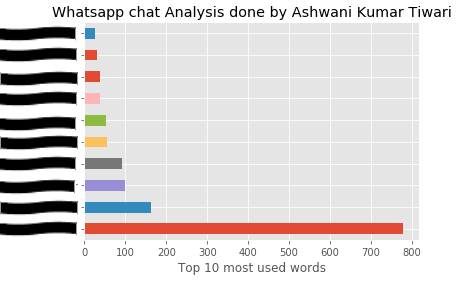 Whatsapp chat Analysis done by Ashwani Kumar Tiwari
0 100 200 300 400 500 600 700 800
Top 10 most used words